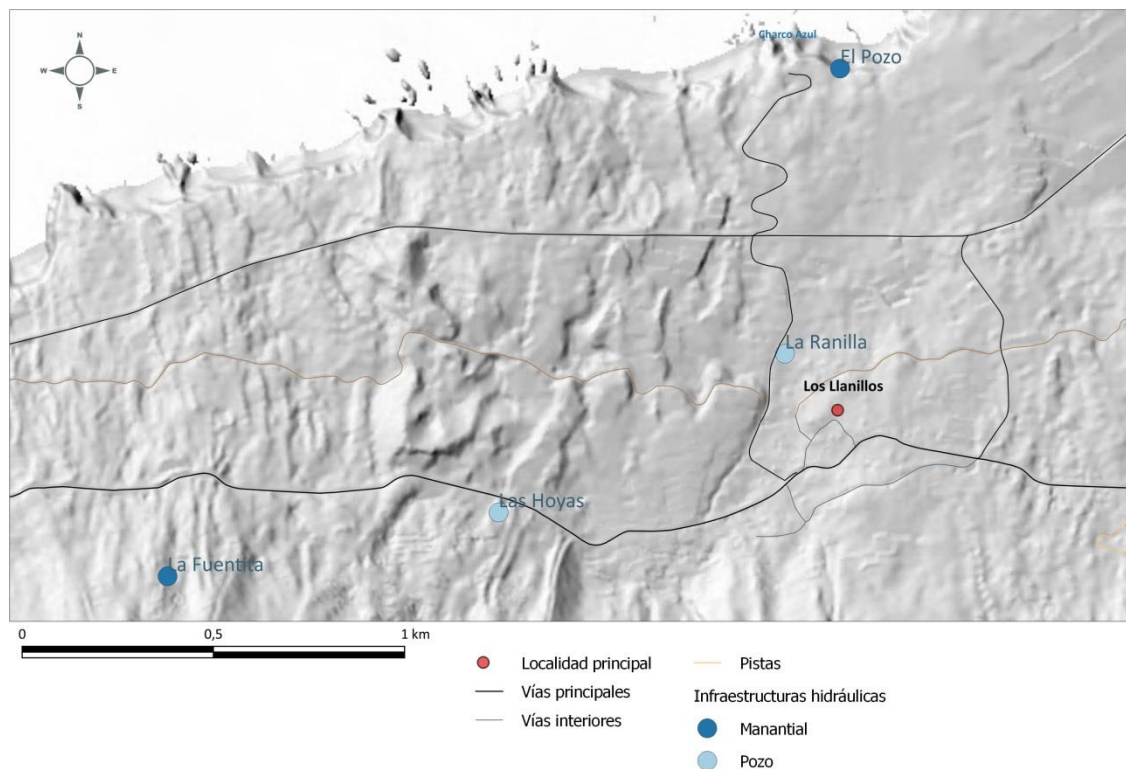 Charco Azul
El Pozo
N
W E
S
La Ranilla
Los Llanillos
Las Hoyas
La Fuentita
0 0,5 1 km
Localidad principal
Vías principales
Vías interiores
Pistas
Infraestructuras hidráulicas
Manantial
Pozo